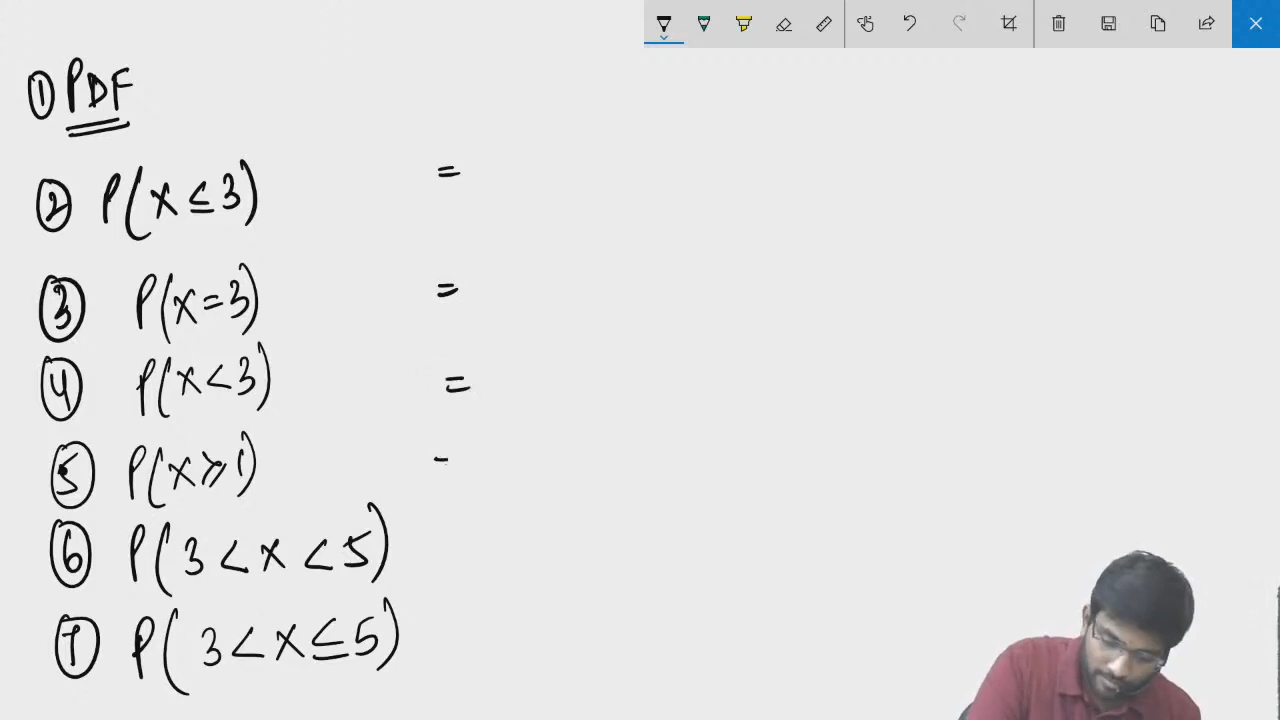 ① PDF
② P(x ≤ 3) =
③ P(x = 3) =
④ P(x < 3) =
⑤ P(x ≥ 1) -
⑥ P(3 < x < 5)
⑦ P(3 < x ≤ 5)